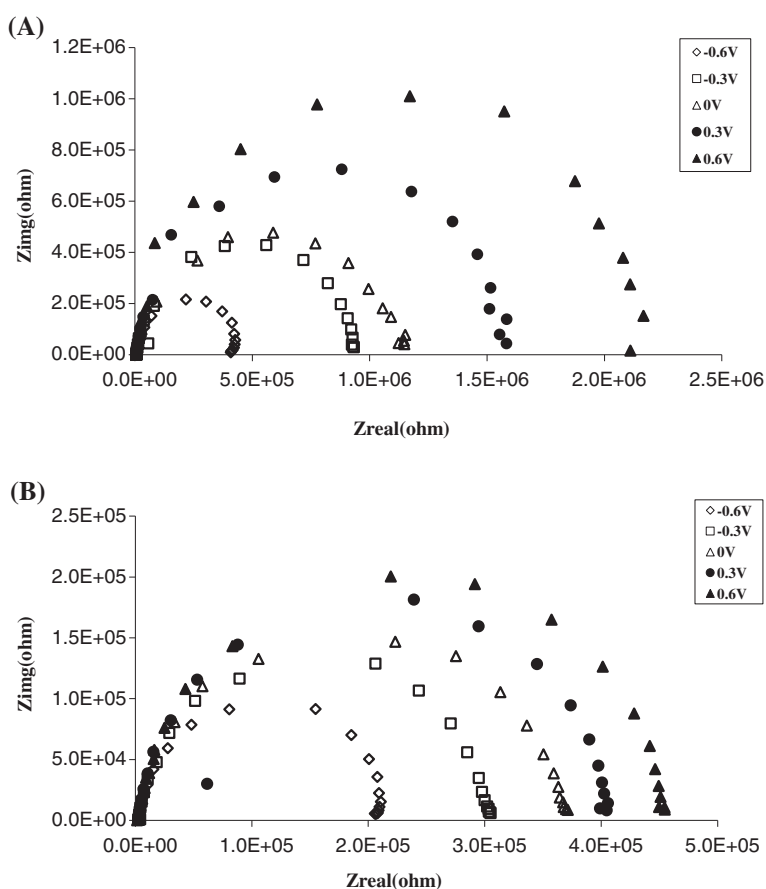 (A)
1.2E+06
1.0E+06
8.0E+05
6.0E+05
4.0E+05
2.0E+05
0.0E+00
Zimg(ohm)
0.0E+00 5.0E+05 1.0E+06 1.5E+06 2.0E+06 2.5E+06
Zreal(ohm)
-0.6V
-0.3V
0V
0.3V
0.6V
(B)
2.5E+05
2.0E+05
1.5E+05
1.0E+05
5.0E+04
0.0E+00
Zimg(ohm)
0.0E+00 1.0E+05 2.0E+05 3.0E+05 4.0E+05 5.0E+05
Zreal(ohm)
-0.6V
-0.3V
0V
0.3V
0.6V